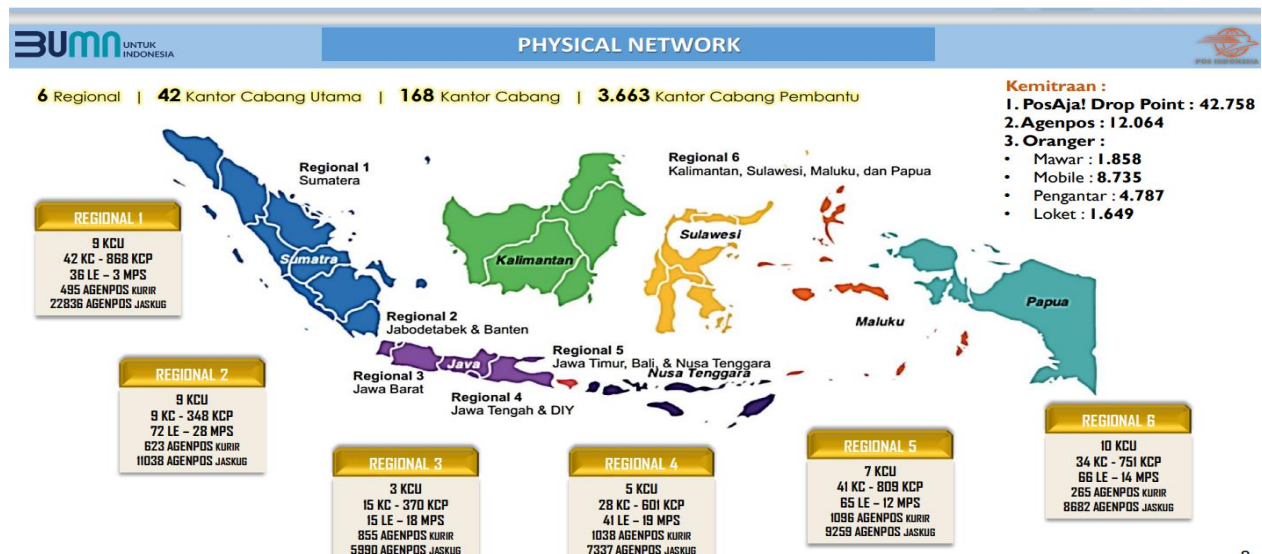 BUMN UNTUK
INDONESIA
PHYSICAL NETWORK
POS INDONESIA
6 Regional | 42 Kantor Cabang Utama | 168 Kantor Cabang | 3.663 Kantor Cabang Pembantu
Kemitraan :
1. PosAja! Drop Point : 42.758
2. Agenpos : 12.064
3. Oranger :
• Mawar : 1.858
• Mobile : 8.735
• Pengantar : 4.787
• Loket : 1.649
Regional 1
Sumatera
Regional 6
Kalimantan, Sulawesi, Maluku, dan Papua
REGIONAL 1
9 KCU
42 KC - 868 KCP
36 LE – 3 MPS
495 AGENPOS KURIR
22836 AGENPOS JASKUG
Sumatra
Kalimantan
Sulawesi
Maluku
Papua
Regional 2
Jabodetabek & Banten
Java
Regional 3
Jawa Barat
Regional 4
Jawa Tengah & DIY
Regional 5
Jawa Timur, Bali, & Nusa Tenggara
Nusa Tenggara
REGIONAL 2
9 KCU
9 KC - 348 KCP
72 LE – 28 MPS
623 AGENPOS KURIR
11038 AGENPOS JASKUG
REGIONAL 3
3 KCU
15 KC - 370 KCP
15 LE – 18 MPS
855 AGENPOS KURIR
5990 AGENPOS JASKUG
REGIONAL 4
5 KCU
28 KC - 601 KCP
41 LE – 19 MPS
1038 AGENPOS KURIR
7337 AGENPOS JASKUG
REGIONAL 5
7 KCU
41 KC - 809 KCP
65 LE – 12 MPS
1096 AGENPOS KURIR
9259 AGENPOS JASKUG
REGIONAL 6
10 KCU
34 KC - 751 KCP
66 LE – 14 MPS
265 AGENPOS KURIR
8682 AGENPOS JASKUG